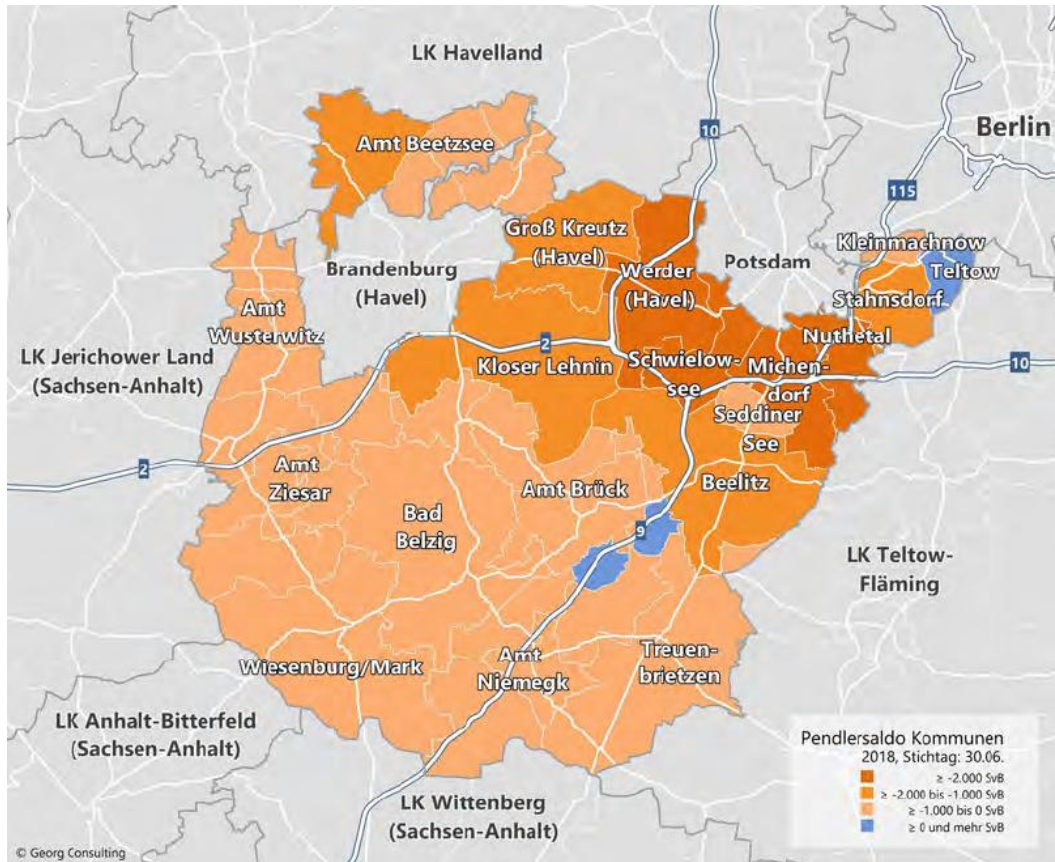 LK Havelland
10
Berlin
Amt Beetzsee
115
Groß Kreutz
(Havel)
Kleinmachnow
Brandenburg
(Havel)
Werder
(Havel)
Potsdam
Teltow
Stahnsdorf
Amt
Wusterwitz
Nuthetal
LK Jerichower Land
(Sachsen-Anhalt)
2
Kloser Lehnin
Schwielow-
see
Michen-
dorf
10
Seddiner
See
2
Amt
Ziesar
Amt Brück
Beelitz
Bad
Belzig
9
LK Teltow-
Fläming
Wiesenburg/Mark
Amt
Niemegk
Treuen-
brietzen
LK Anhalt-Bitterfeld
(Sachsen-Anhalt)
LK Wittenberg
(Sachsen-Anhalt)
Pendlersaldo Kommunen
2018, Stichtag: 30.06.
≥ -2.000 SvB
≥ -2.000 bis -1.000 SvB
≥ -1.000 bis 0 SvB
≥ 0 und mehr SvB
© Georg Consulting